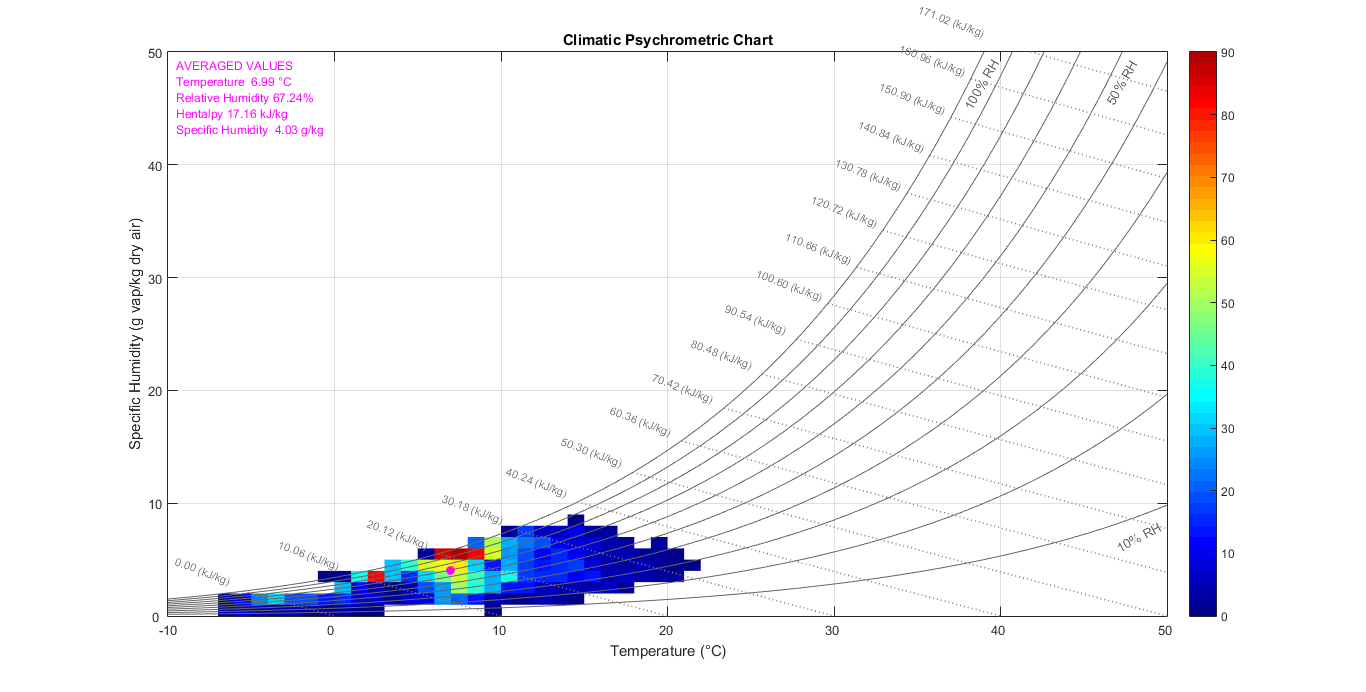 Climatic Psychrometric Chart
AVERAGED VALUES
Temperature  6.99 °C
Relative Humidity 67.24%
Hentalpy 17.16 kJ/kg
Specific Humidity  4.03 g/kg
171.02 (kJ/kg)
160.96 (kJ/kg)
150.90 (kJ/kg)
140.84 (kJ/kg)
130.78 (kJ/kg)
120.72 (kJ/kg)
110.66 (kJ/kg)
100.60 (kJ/kg)
90.54 (kJ/kg)
80.48 (kJ/kg)
70.42 (kJ/kg)
60.36 (kJ/kg)
50.30 (kJ/kg)
40.24 (kJ/kg)
30.18 (kJ/kg)
20.12 (kJ/kg)
10.06 (kJ/kg)
0.00 (kJ/kg)
100% RH
50% RH
10% RH
Specific Humidity (g vap/kg dry air)
50
40
30
20
10
0
-10
0
10
20
30
40
50
Temperature (°C)
90
80
70
60
50
40
30
20
10
0